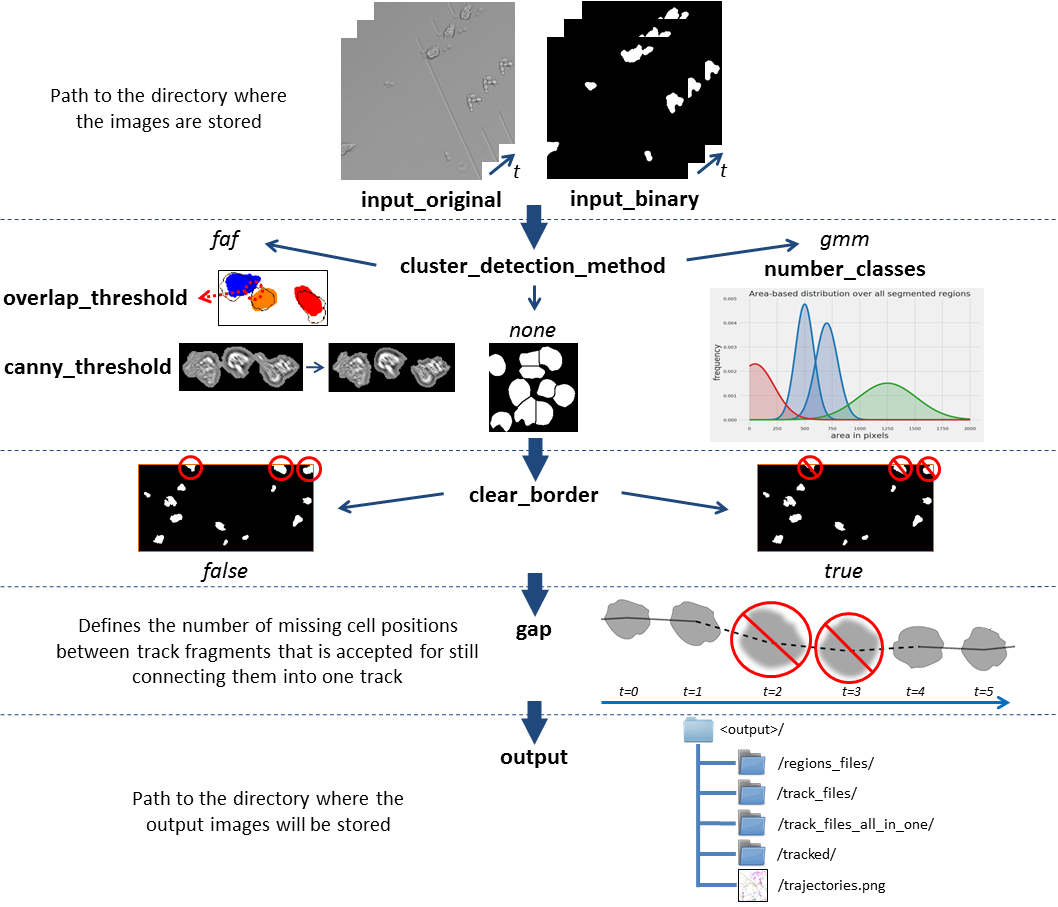 Path to the directory where
the images are stored
t
t
input_original
input_binary
faf
gmm
cluster_detection_method
number_classes
overlap_threshold
none
canny_threshold
Area-based distribution over all segmented regions
frequency
0.005
0.004
0.003
0.002
0.001
0.000
0
250
500
750
1000
1250
1500
1750
2000
area in pixels
clear_border
false
true
Defines the number of missing cell positions
between track fragments that is accepted for still
connecting them into one track
gap
t=0
t=1
t=2
t=3
t=4
t=5
output
Path to the directory where the
output images will be stored
<output>/
/regions_files/
/track_files/
/track_files_all_in_one/
/tracked/
/trajectories.png